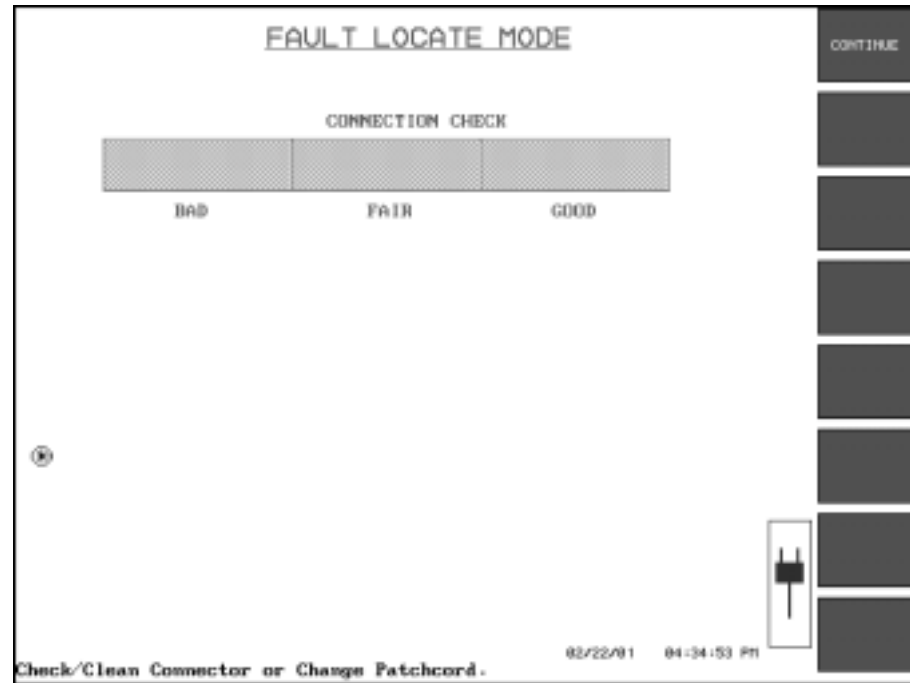 FAULT LOCATE MODE
CONTINUE
CONNECTION CHECK
BAD FAIR GOOD
02/22/01 04:34:53 PM
Check/Clean Connector or Change Patchcord.